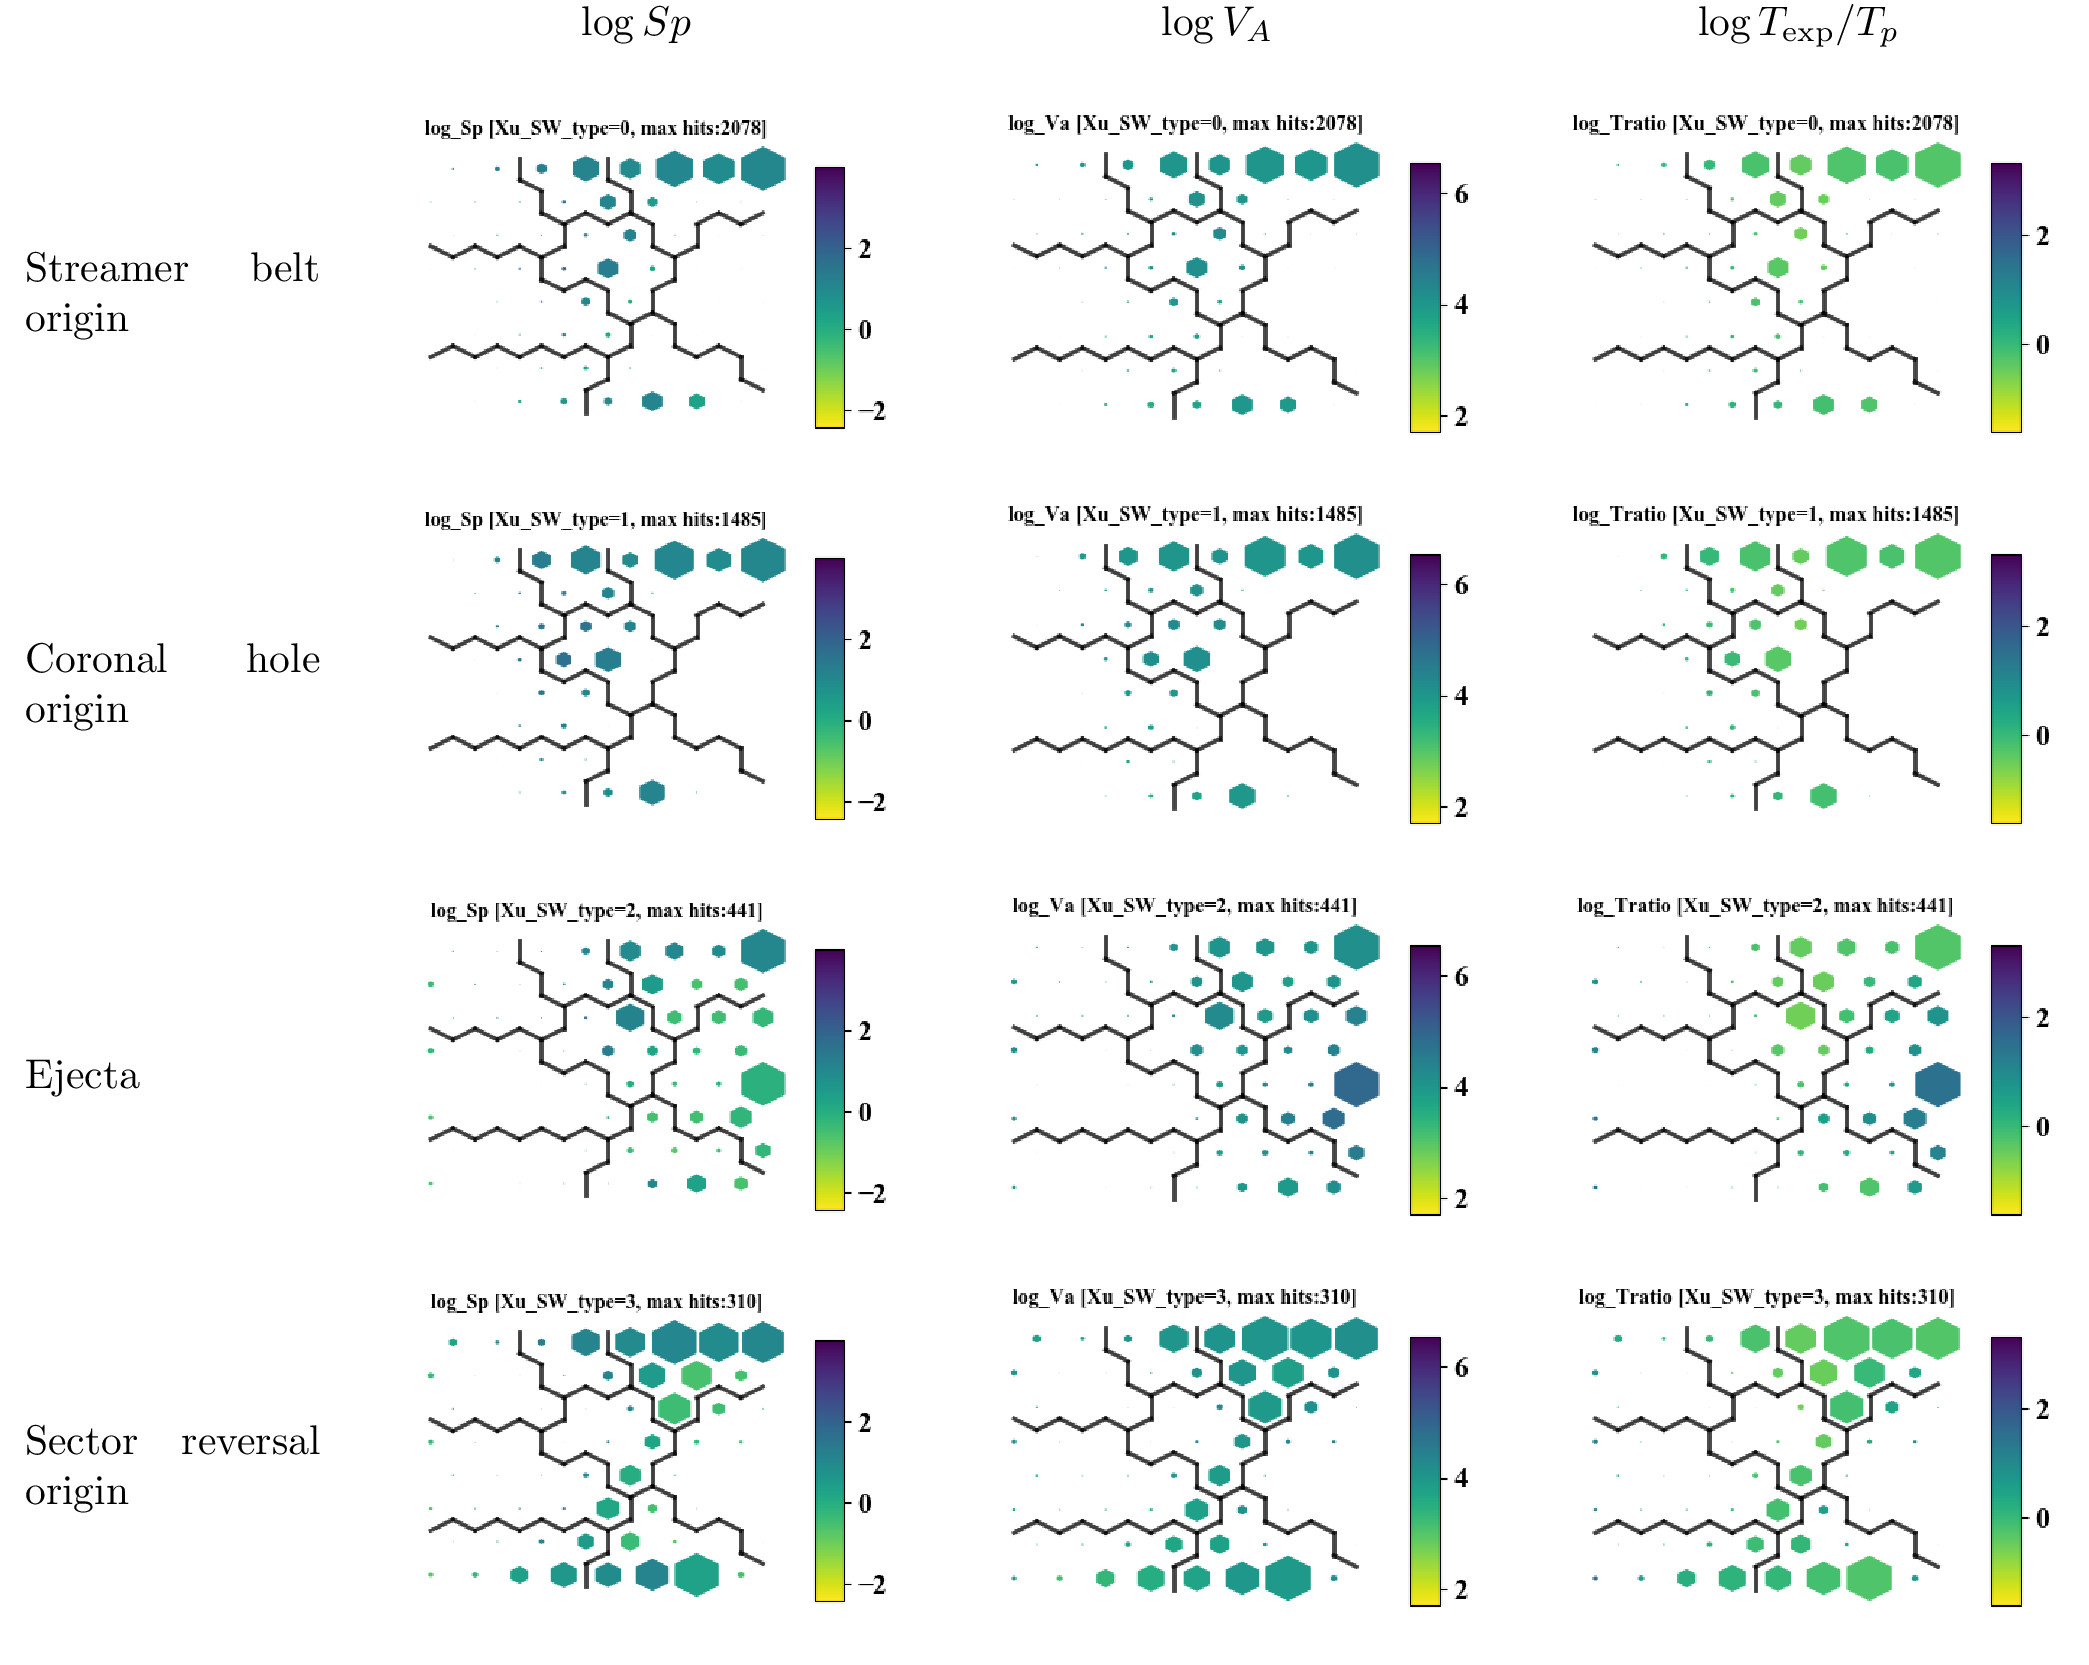 log Sp log V_A log T_exp/T_p
log_Sp [Xu_SW_type=0, max hits:2078] log_Va [Xu_SW_type=0, max hits:2078] log_Tratio [Xu_SW_type=0, max hits:2078]
Streamer belt
origin
2
0
−2
6
4
2
2
0
log_Sp [Xu_SW_type=1, max hits:1485] log_Va [Xu_SW_type=1, max hits:1485] log_Tratio [Xu_SW_type=1, max hits:1485]
Coronal hole
origin
2
0
−2
6
4
2
2
0
log_Sp [Xu_SW_type=2, max hits:441] log_Va [Xu_SW_type=2, max hits:441] log_Tratio [Xu_SW_type=2, max hits:441]
Ejecta
2
0
−2
6
4
2
2
0
log_Sp [Xu_SW_type=3, max hits:310] log_Va [Xu_SW_type=3, max hits:310] log_Tratio [Xu_SW_type=3, max hits:310]
Sector reversal
origin
2
0
−2
6
4
2
2
0